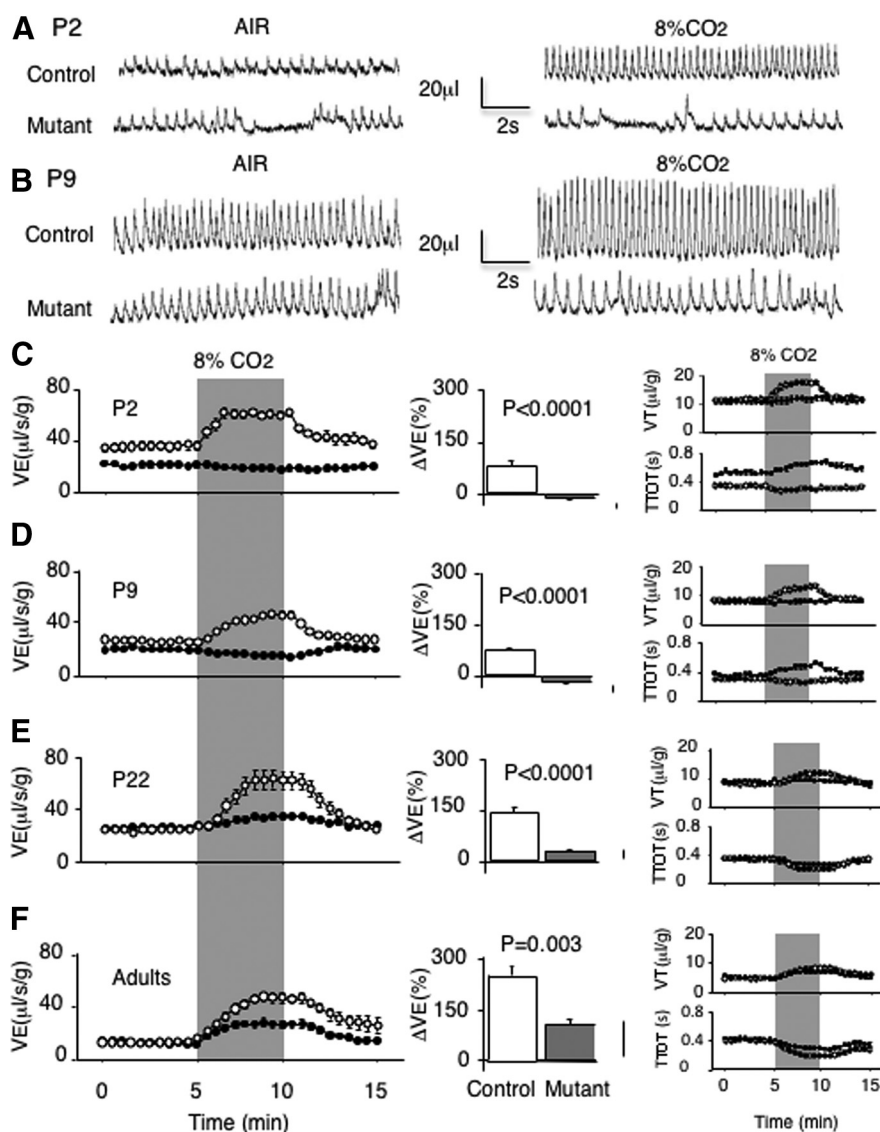 A P2 AIR 8%CO2
Control
20µl
Mutant
2s
B P9 AIR 8%CO2
Control
20µl
2s
Mutant
C 8% CO2 8% CO2
80 300 20
P2 P<0.0001 VT(µl/g) 10
VE(µl/s/g) 40 ΔVE(%) 150 0
0.8
TTOT(s) 0.4
0 0 0
D
80 300 20
P9 P<0.0001 VT(µl/g) 10
VE(µl/s/g) 40 ΔVE(%) 150 0
0.8
TTOT(s) 0.4
0 0 0
E
80 300 20
P22 P<0.0001 VT(µl/g) 10
VE(µl/s/g) 40 ΔVE(%) 150 0
0.8
TTOT(s) 0.4
0 0 0
F
80 300 P=0.003 20
Adults VT(µl/g) 10
VE(µl/s/g) 40 ΔVE(%) 150 0
0.8
TTOT(s) 0.4
0 0 0
0 5 10 15 Control Mutant 0 5 10 15
Time (min) Time (min)